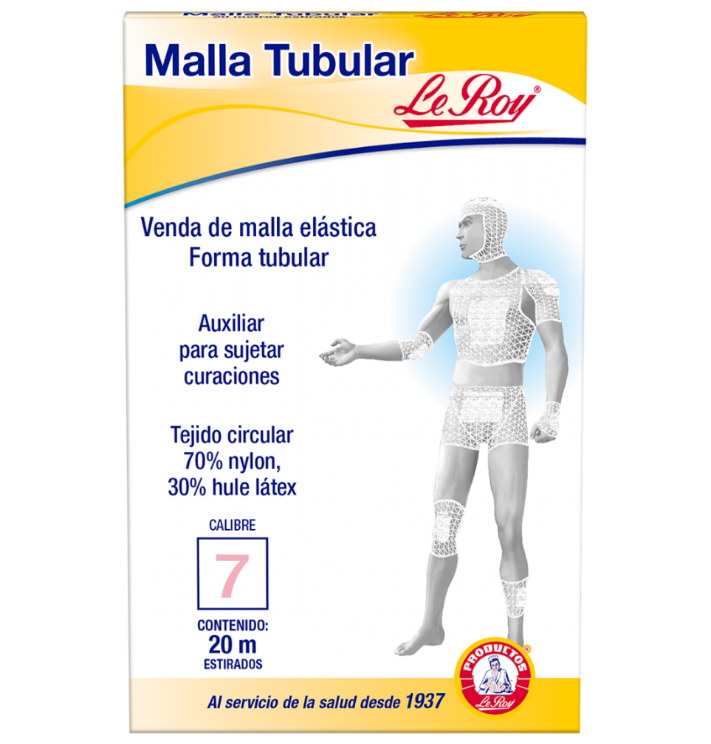 Malla Tubular
Le Roy®
Venda de malla elástica
Forma tubular
Auxiliar
para sujetar
curaciones
Tejido circular
70% nylon,
30% hule látex
CALIBRE
7
CONTENIDO:
20 m
ESTIRADOS
PRODUCTOS
Le Roy
®
Al servicio de la salud desde 1937